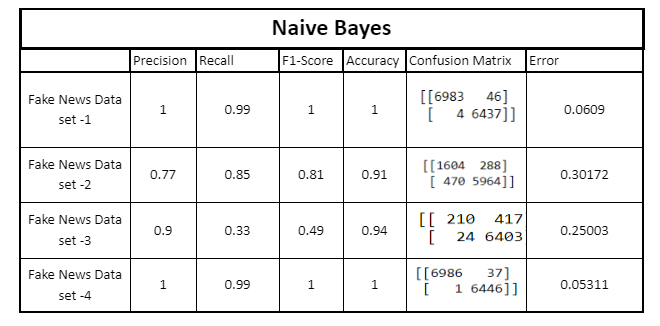 Naive Bayes
Precision Recall F1-Score Accuracy Confusion Matrix Error
Fake News Data set -1 1 0.99 1 1 [[6983 46] [ 4 6437]] 0.0609
Fake News Data set -2 0.77 0.85 0.81 0.91 [[1604 288] [ 470 5964]] 0.30172
Fake News Data set -3 0.9 0.33 0.49 0.94 [[ 210 417 [ 24 6403 0.25003
Fake News Data set -4 1 0.99 1 1 [[6986 37] [ 1 6446]] 0.05311